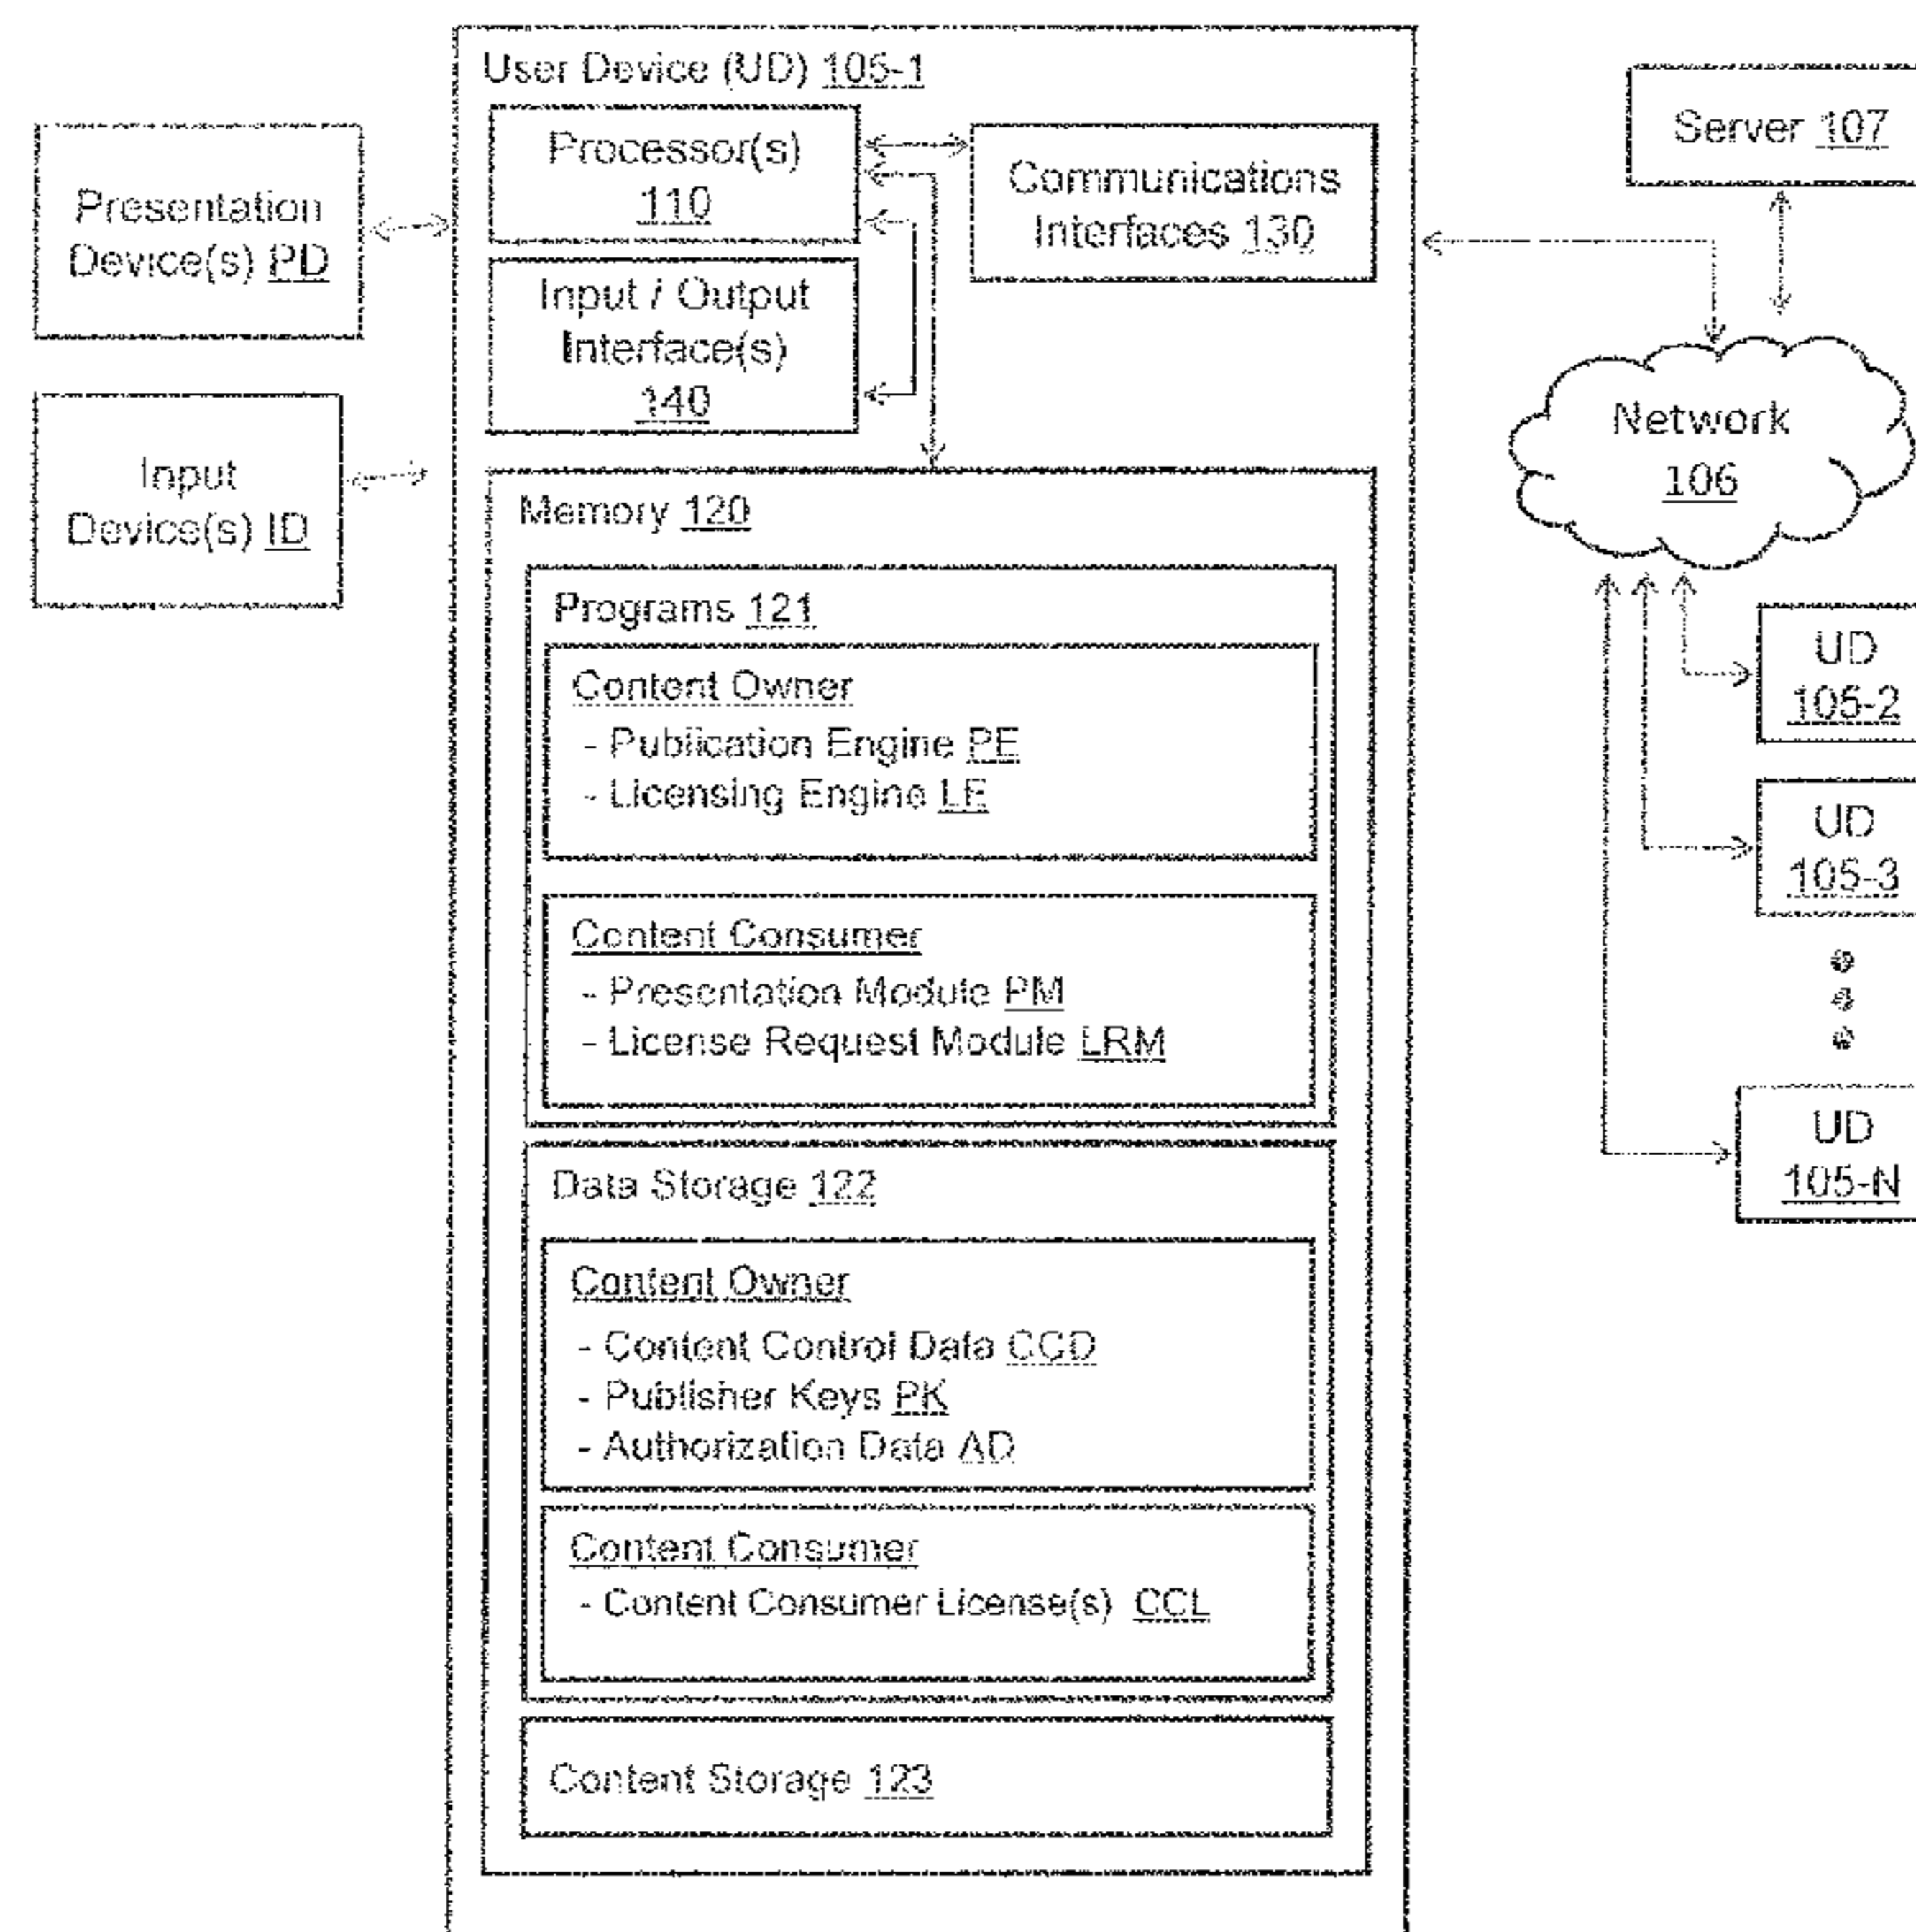 User Device (UD) 105-1
Processor(s)
110
Communications
Interfaces 130
Input / Output
Interface(s)
140
Presentation
Device(s) PD
Input
Device(s) ID
Memory 120
Programs 121
Content Owner
- Publication Engine PE
- Licensing Engine LE
Content Consumer
- Presentation Module PM
- License Request Module LRM
Data Storage 122
Content Owner
- Content Control Data CCD
- Publisher Keys PK
- Authorization Data AD
Content Consumer
- Content Consumer License(s) CCL
Content Storage 123
Server 107
Network
106
UD
105-2
UD
105-3
UD
105-N